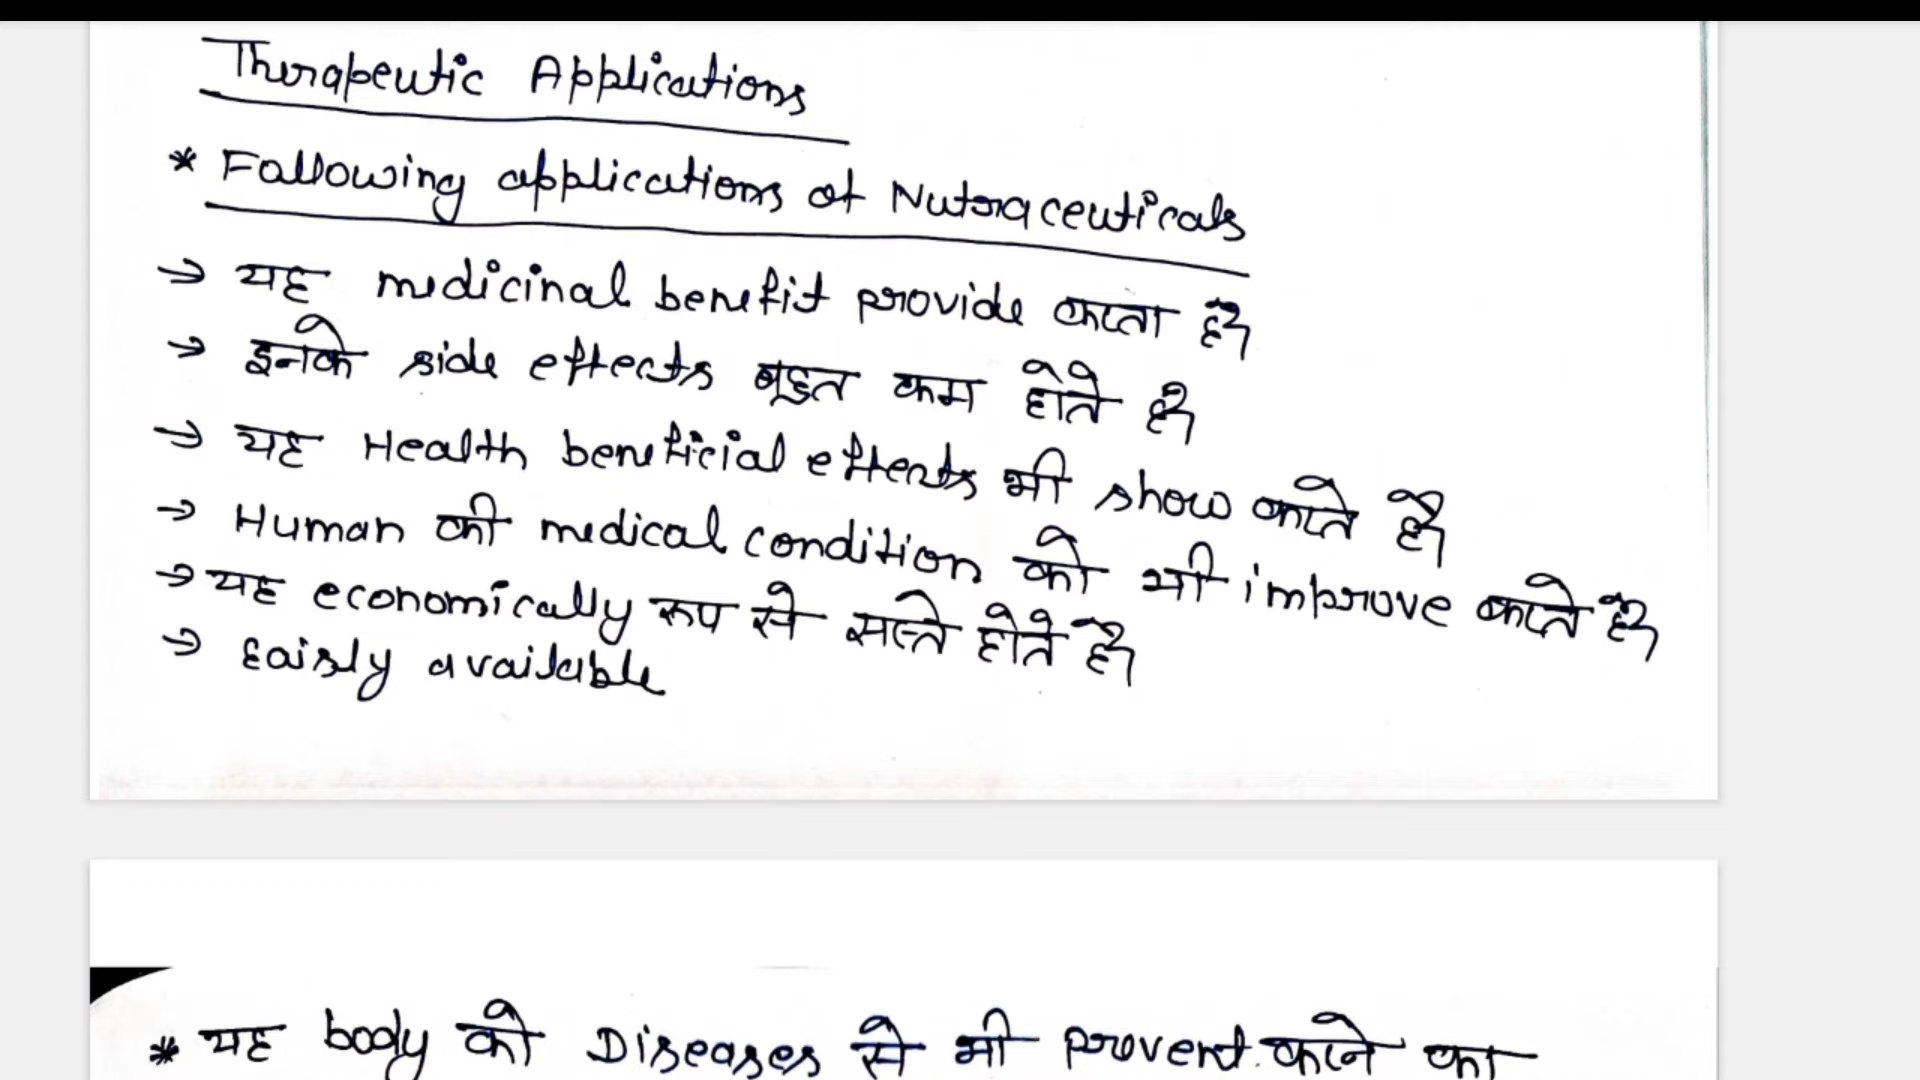 Therapeutic Applications
* Following applications of Nutraceuticals
→ यह medicinal benefit provide करता है
→ इनके side effects बहुत कम होते है
→ यह Health beneficial effects भी show करते है
→ Human की medical condition को भी improve करते है
→ यह economically रूप से सस्ते होते है
→ Eaisly available
* यह body को Diseases से भी prevent करने का